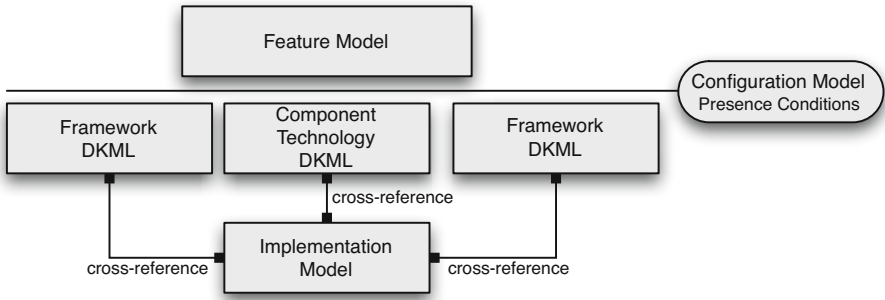 Feature Model
Configuration Model
Presence Conditions
Framework
DKML
Component
Technology
DKML
Framework
DKML
cross-reference
Implementation
Model
cross-reference
cross-reference